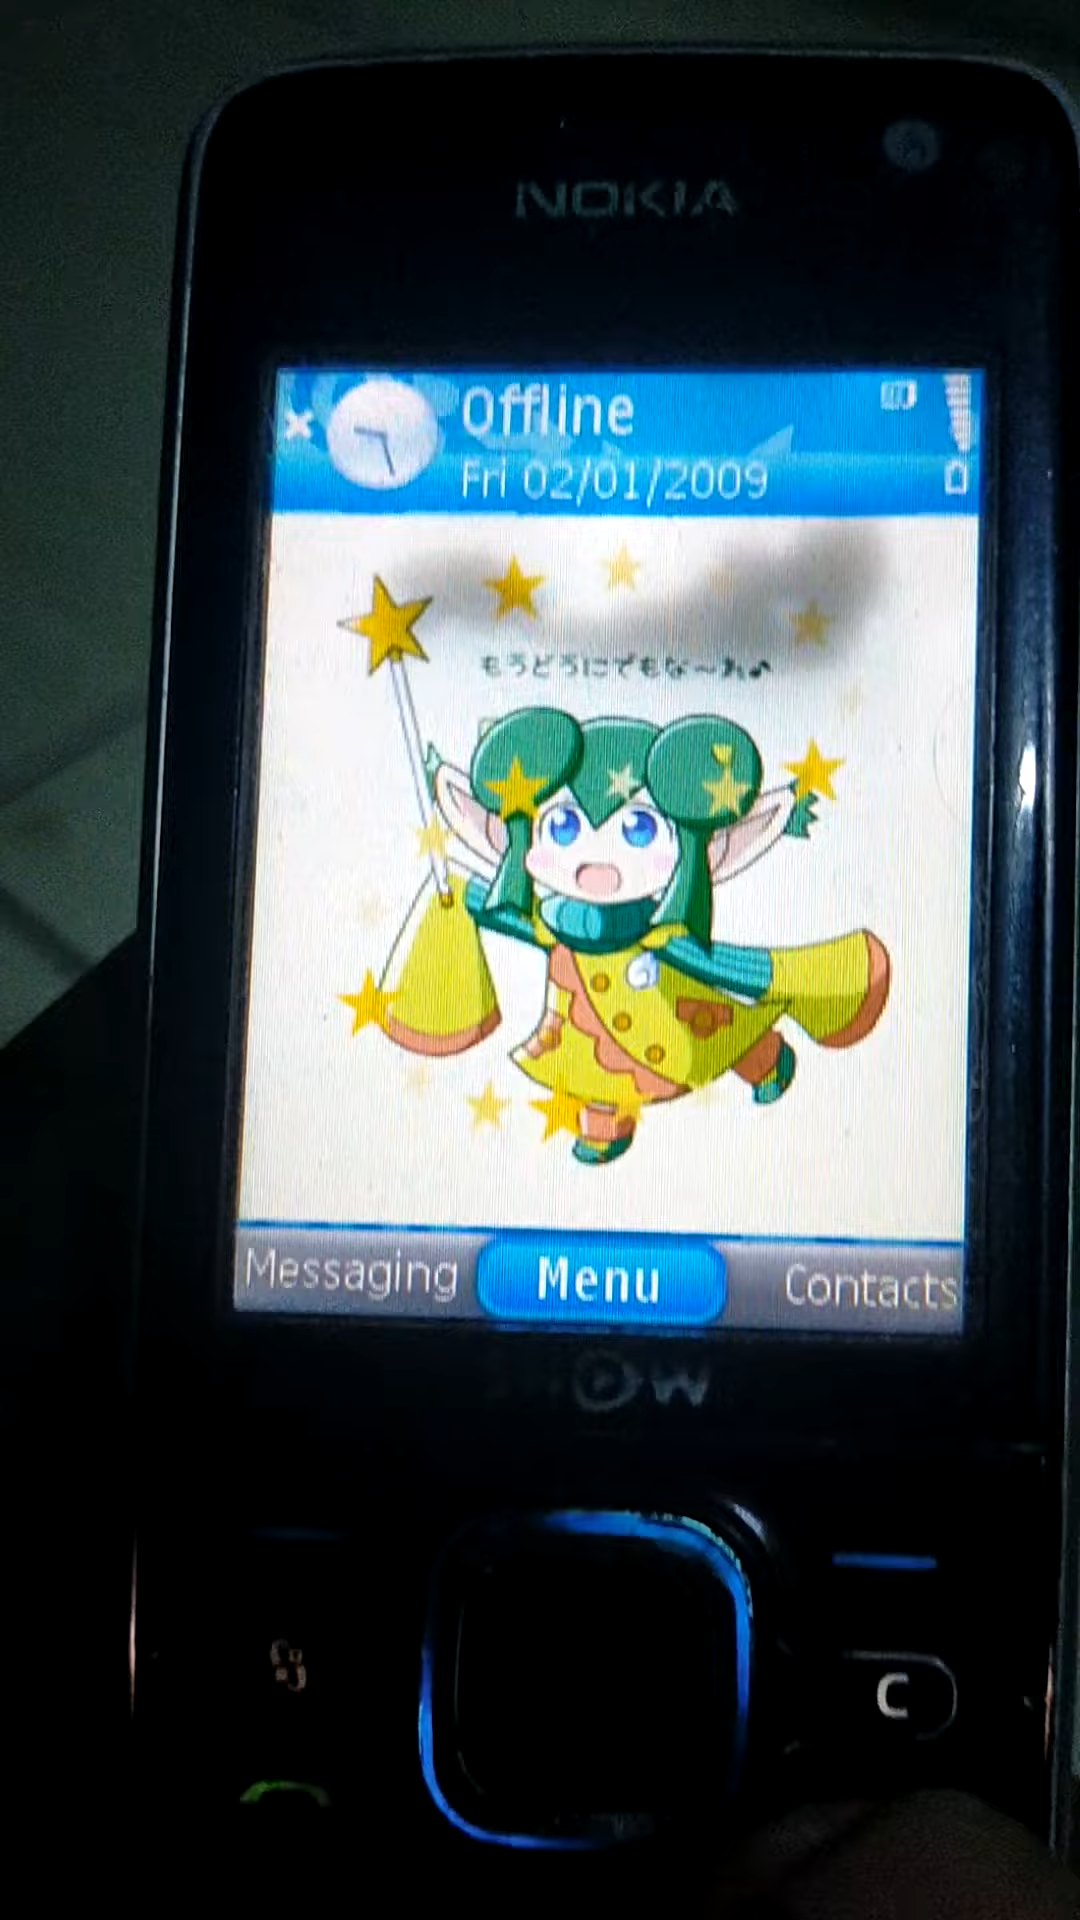 NOKIA
Offline
Fri 02/01/2009
もうどうにでもな～れ♪
Messaging
Menu
Contacts
C